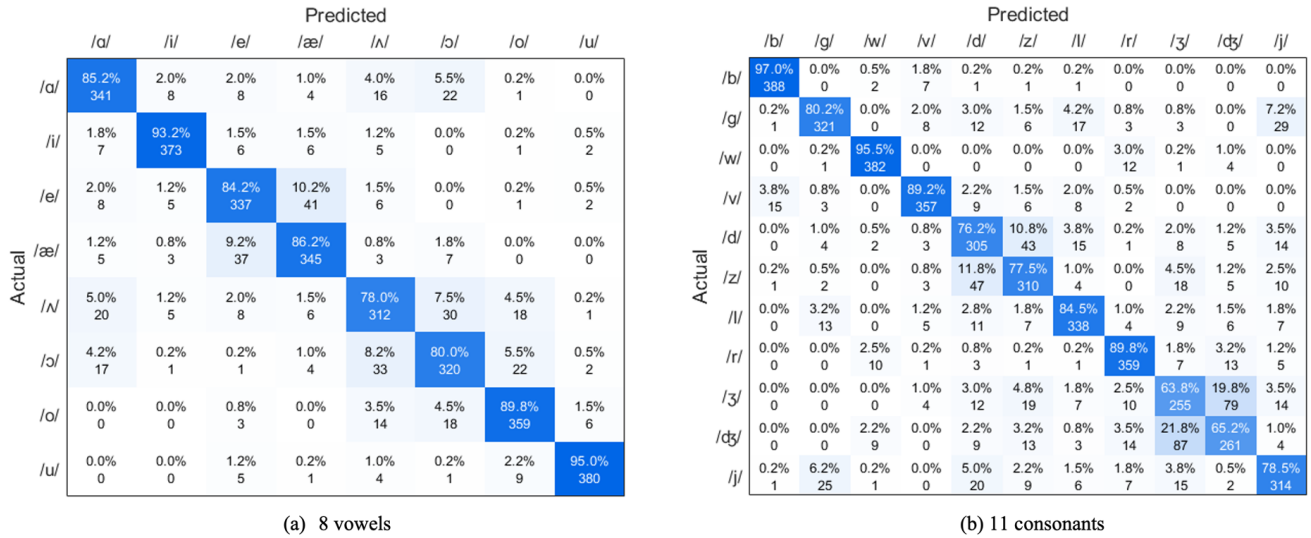 Predicted
/ɑ/ /i/ /e/ /æ/ /ʌ/ /ɔ/ /o/ /u/
Actual
/ɑ/ 85.2% 2.0% 2.0% 1.0% 4.0% 5.5% 0.2% 0.0%
341 8 8 4 16 22 1 0
/i/ 1.8% 93.2% 1.5% 1.5% 1.2% 0.0% 0.2% 0.5%
7 373 6 6 5 0 1 2
/e/ 2.0% 1.2% 84.2% 10.2% 1.5% 0.0% 0.2% 0.5%
8 5 337 41 6 0 1 2
/æ/ 1.2% 0.8% 9.2% 86.2% 0.8% 1.8% 0.0% 0.0%
5 3 37 345 3 7 0 0
/ʌ/ 5.0% 1.2% 2.0% 1.5% 78.0% 7.5% 4.5% 0.2%
20 5 8 6 312 30 18 1
/ɔ/ 4.2% 0.2% 0.2% 1.0% 8.2% 80.0% 5.5% 0.5%
17 1 1 4 33 320 22 2
/o/ 0.0% 0.0% 0.8% 0.0% 3.5% 4.5% 89.8% 1.5%
0 0 3 0 14 18 359 6
/u/ 0.0% 0.0% 1.2% 0.2% 1.0% 0.2% 2.2% 95.0%
0 0 5 1 4 1 9 380
(a) 8 vowels
Predicted
/b/ /g/ /w/ /v/ /d/ /z/ /l/ /r/ /ʒ/ /ʤ/ /j/
Actual
/b/ 97.0% 0.0% 0.5% 1.8% 0.2% 0.2% 0.2% 0.0% 0.0% 0.0% 0.0%
388 0 2 7 1 1 1 0 0 0 0
/g/ 0.2% 80.2% 0.0% 2.0% 3.0% 1.5% 4.2% 0.8% 0.8% 0.0% 7.2%
1 321 0 8 12 6 17 3 3 0 29
/w/ 0.0% 0.2% 95.5% 0.0% 0.0% 0.0% 0.0% 3.0% 0.2% 1.0% 0.0%
0 1 382 0 0 0 0 12 1 4 0
/v/ 3.8% 0.8% 0.0% 89.2% 2.2% 1.5% 2.0% 0.5% 0.0% 0.0% 0.0%
15 3 0 357 9 6 8 2 0 0 0
/d/ 0.0% 1.0% 0.5% 0.8% 76.2% 10.8% 3.8% 0.2% 2.0% 1.2% 3.5%
0 4 2 3 305 43 15 1 8 5 14
/z/ 0.2% 0.5% 0.0% 0.8% 11.8% 77.5% 1.0% 0.0% 4.5% 1.2% 2.5%
1 2 0 3 47 310 4 0 18 5 10
/l/ 0.0% 3.2% 0.0% 1.2% 2.8% 1.8% 84.5% 1.0% 2.2% 1.5% 1.8%
0 13 0 5 11 7 338 4 9 6 7
/r/ 0.0% 0.0% 2.5% 0.2% 0.8% 0.2% 0.2% 89.8% 1.8% 3.2% 1.2%
0 0 10 1 3 1 1 359 7 13 5
/ʒ/ 0.0% 0.0% 0.0% 1.0% 3.0% 4.8% 1.8% 2.5% 63.8% 19.8% 3.5%
0 0 0 4 12 19 7 10 255 79 14
/ʤ/ 0.0% 0.0% 2.2% 0.0% 2.2% 3.2% 0.8% 3.5% 21.8% 65.2% 1.0%
0 0 9 0 9 13 3 14 87 261 4
/j/ 0.2% 6.2% 0.2% 0.0% 5.0% 2.2% 1.5% 1.8% 3.8% 0.5% 78.5%
1 25 1 0 20 9 6 7 15 2 314
(b) 11 consonants